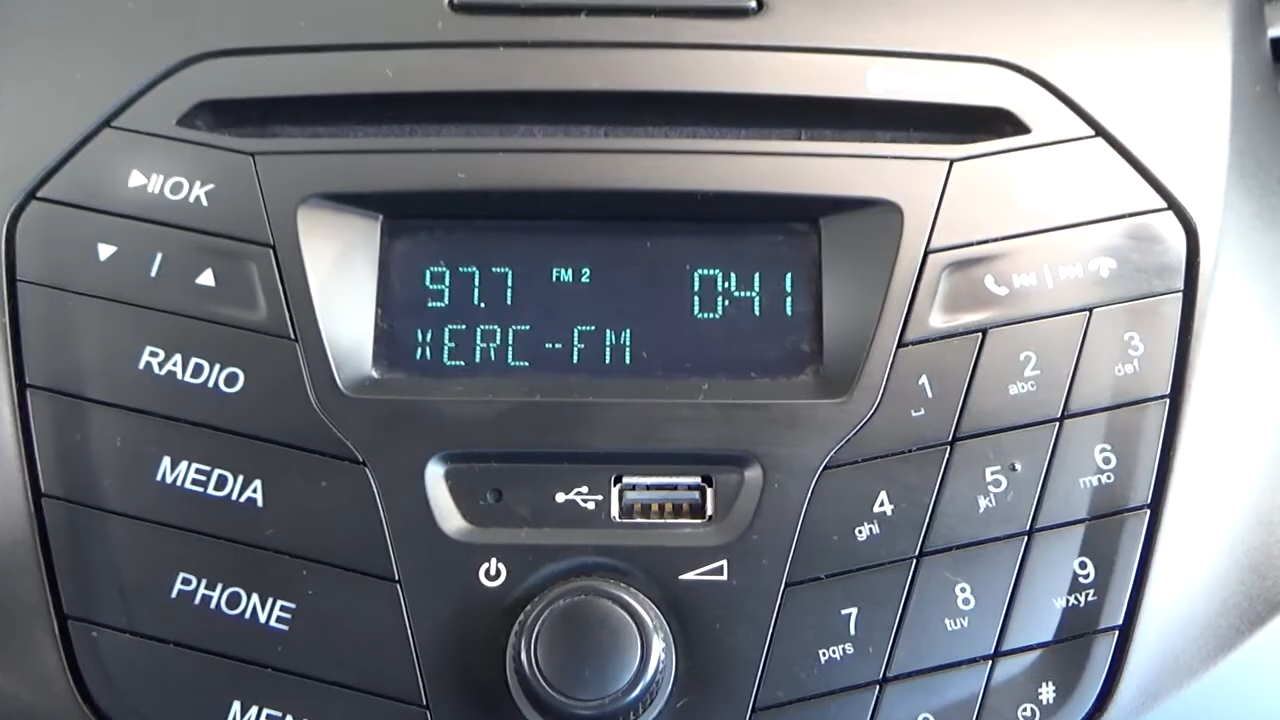 OK
97.7 FM 2 0:41
XERC-FM
RADIO
MEDIA
PHONE
1
2 abc
3 def
4 ghi
5 jkl
6 mno
7 pqrs
8 tuv
9 wxyz
#